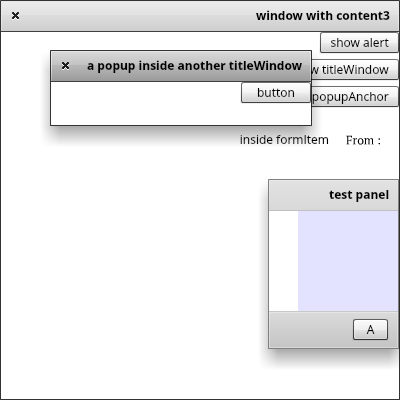 window with content3
show alert
a popup inside another titleWindow
titleWindow
button
popupAnchor
inside formItem From :
test panel
A